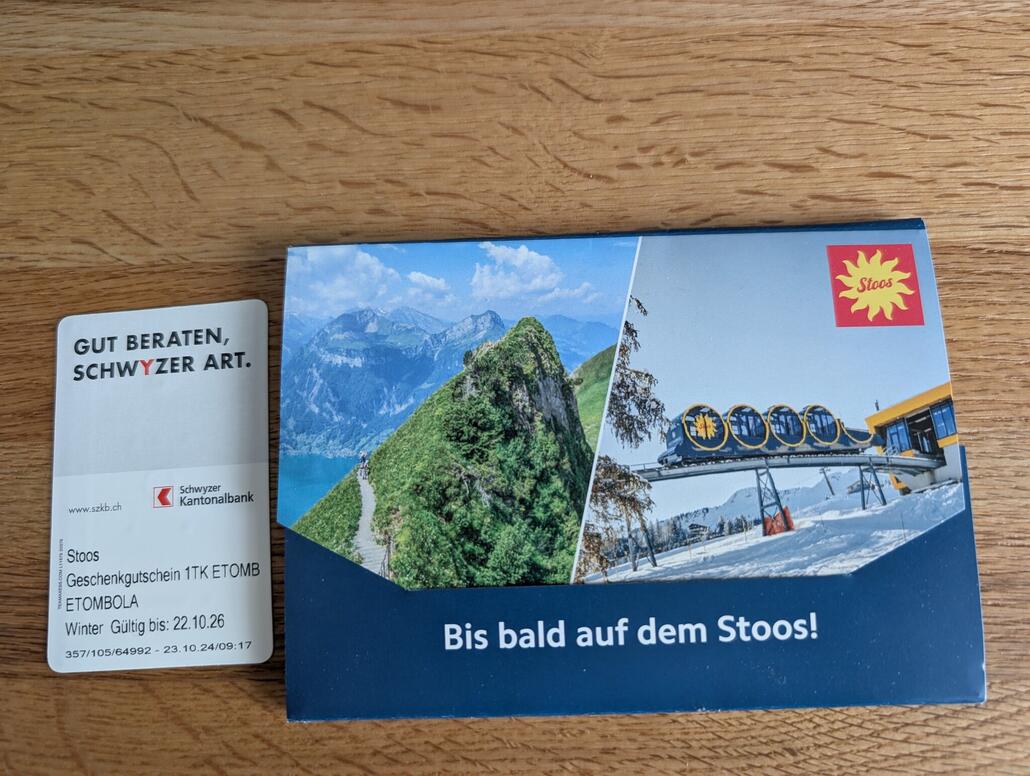 GUT BERATEN,
SCHWYZER ART.
www.szkb.ch
Schwyzer
Kantonalbank
Stoos
Geschenkgutschein 1TK ETOMB
ETOMBOLA
Winter Gültig bis: 22.10.26
357/105/64992 - 23.10.24/09:17
Stoos
Bis bald auf dem Stoos!